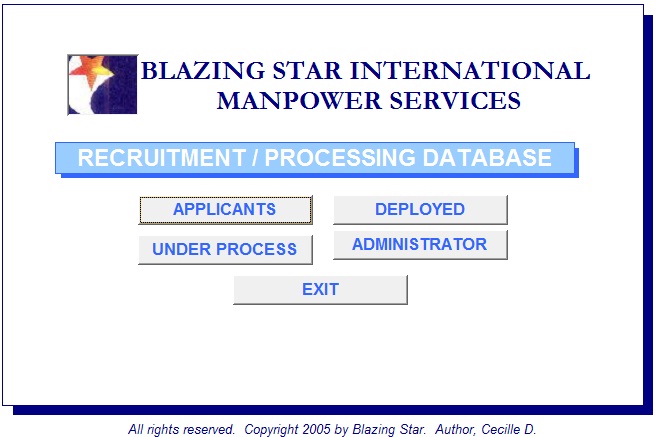 BLAZING STAR INTERNATIONAL
MANPOWER SERVICES
RECRUITMENT / PROCESSING DATABASE
APPLICANTS
DEPLOYED
UNDER PROCESS
ADMINISTRATOR
EXIT
All rights reserved.  Copyright 2005 by Blazing Star.  Author, Cecille D.